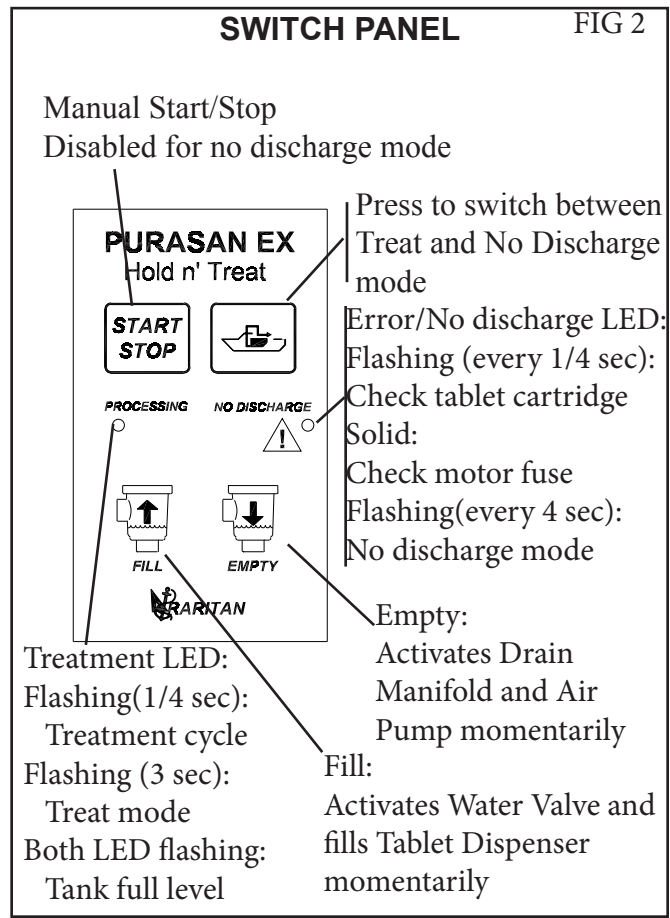 SWITCH PANEL
FIG 2
Manual Start/Stop
Disabled for no discharge mode
Press to switch between
Treat and No Discharge
mode
PURASAN EX
Hold n' Treat
START
STOP
PROCESSING
NO DISCHARGE
!
Error/No discharge LED:
Flashing (every 1/4 sec):
Check tablet cartridge
Solid:
Check motor fuse
Flashing(every 4 sec):
No discharge mode
FILL
EMPTY
RARITAN
Empty:
Activates Drain
Manifold and Air
Pump momentarily
Treatment LED:
Flashing(1/4 sec):
Treatment cycle
Flashing (3 sec):
Treat mode
Both LED flashing:
Tank full level
Fill:
Activates Water Valve and
fills Tablet Dispenser
momentarily